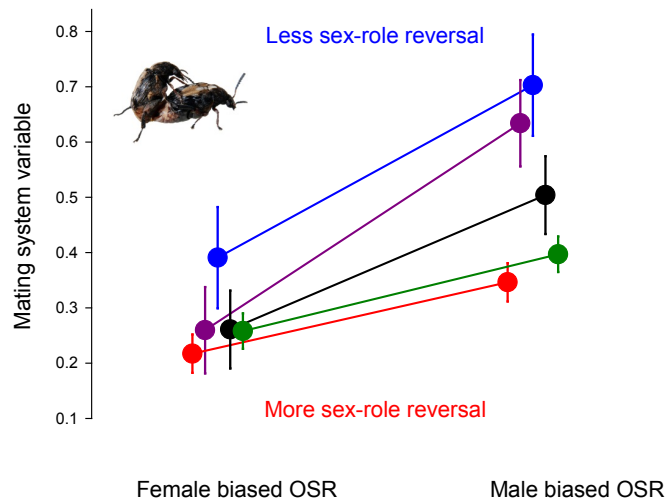 0.8
Less sex-role reversal
0.7
0.6
0.5
0.4
0.3
0.2
0.1
Mating system variable
More sex-role reversal
Female biased OSR
Male biased OSR